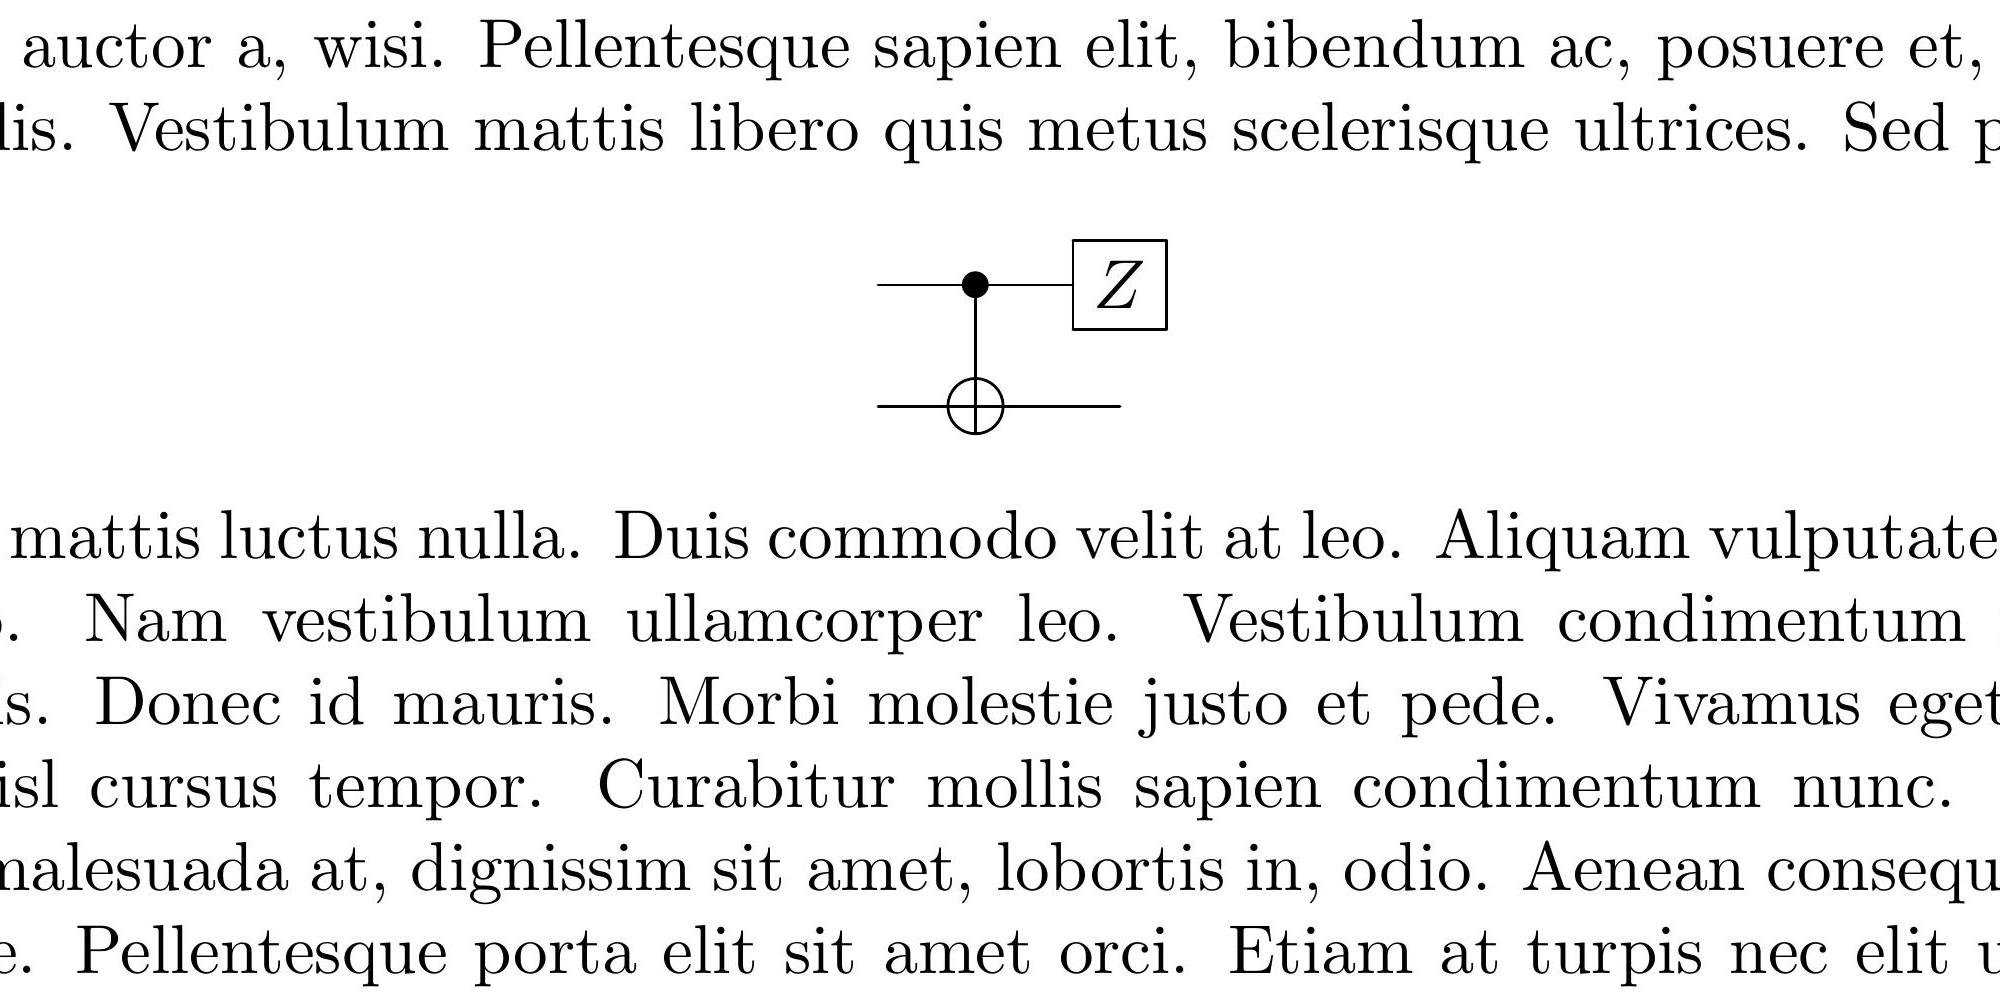 auctor a, wisi. Pellentesque sapien elit, bibendum ac, posuere et,
lis. Vestibulum mattis libero quis metus scelerisque ultrices. Sed p
Z
mattis luctus nulla. Duis commodo velit at leo. Aliquam vulputate
. Nam vestibulum ullamcorper leo. Vestibulum condimentum
s. Donec id mauris. Morbi molestie justo et pede. Vivamus eget
isl cursus tempor. Curabitur mollis sapien condimentum nunc.
malesuada at, dignissim sit amet, lobortis in, odio. Aenean consequ
e. Pellentesque porta elit sit amet orci. Etiam at turpis nec elit u